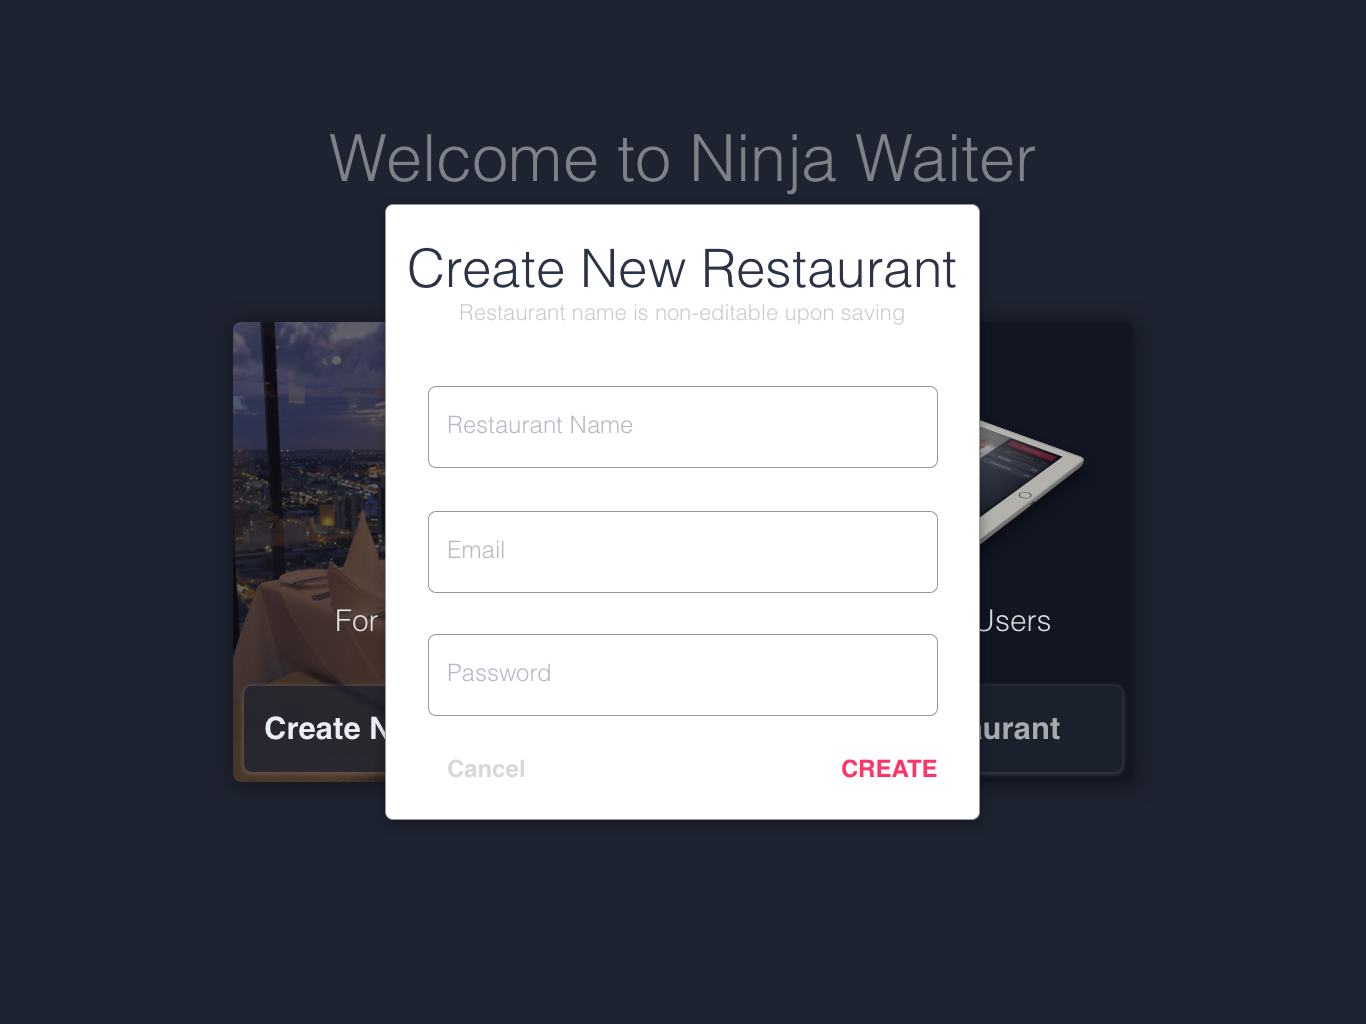 Welcome to Ninja Waiter
Create New Restaurant
Restaurant name is non-editable upon saving
Restaurant Name
Email
For
Users
Password
Create N
aurant
Cancel
CREATE